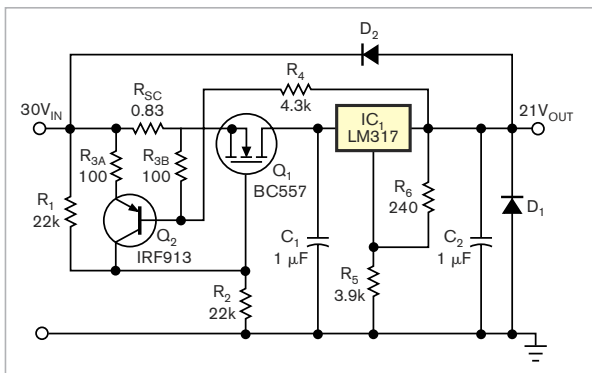 D2
R4
4.3k
RSC
0.83
30VIN
IC1
LM317
21VOUT
R3A
100
R3B
100
Q1
BC557
R1
22k
R6
240
D1
Q2
IRF913
C1
1 µF
C2
1 µF
R5
3.9k
R2
22k